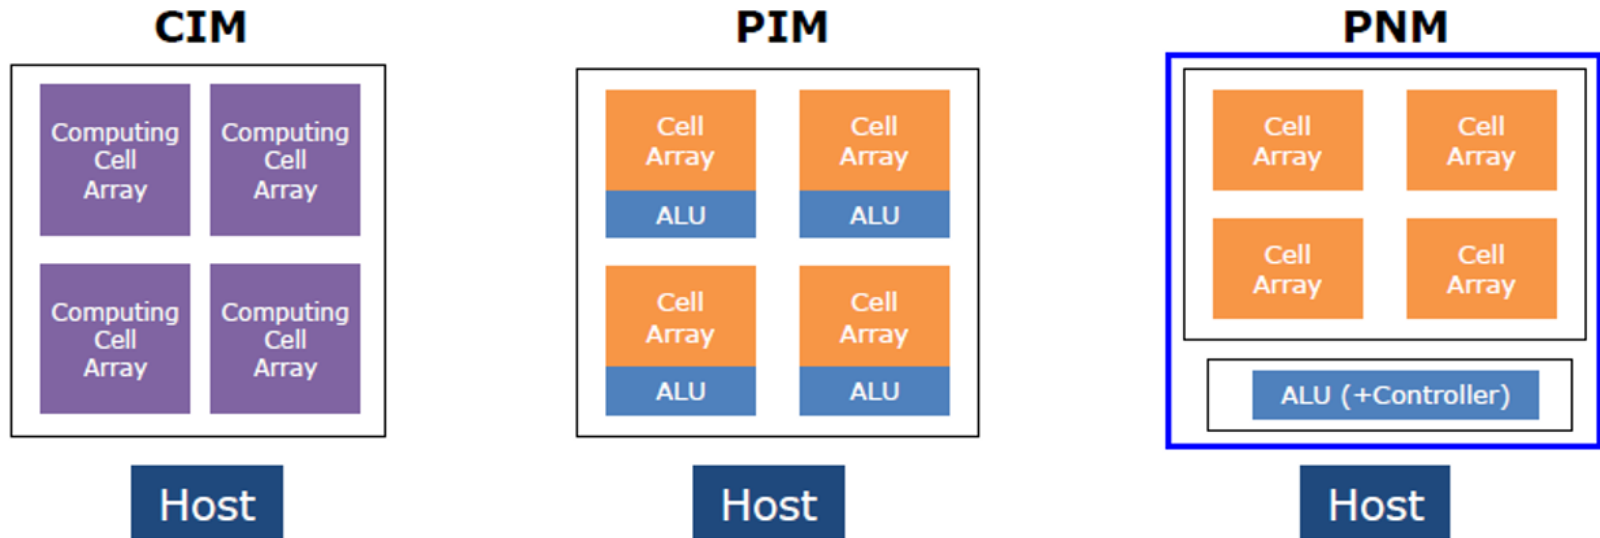 CIM
Computing
Cell
Array
Computing
Cell
Array
Computing
Cell
Array
Computing
Cell
Array
Host
PIM
Cell
Array
ALU
Cell
Array
ALU
Cell
Array
ALU
Cell
Array
ALU
Host
PNM
Cell
Array
Cell
Array
Cell
Array
Cell
Array
ALU (+Controller)
Host